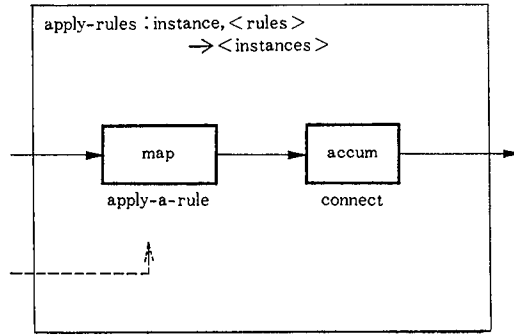 apply-rules : instance, <rules>
→ <instances>
map
accum
apply-a-rule
connect